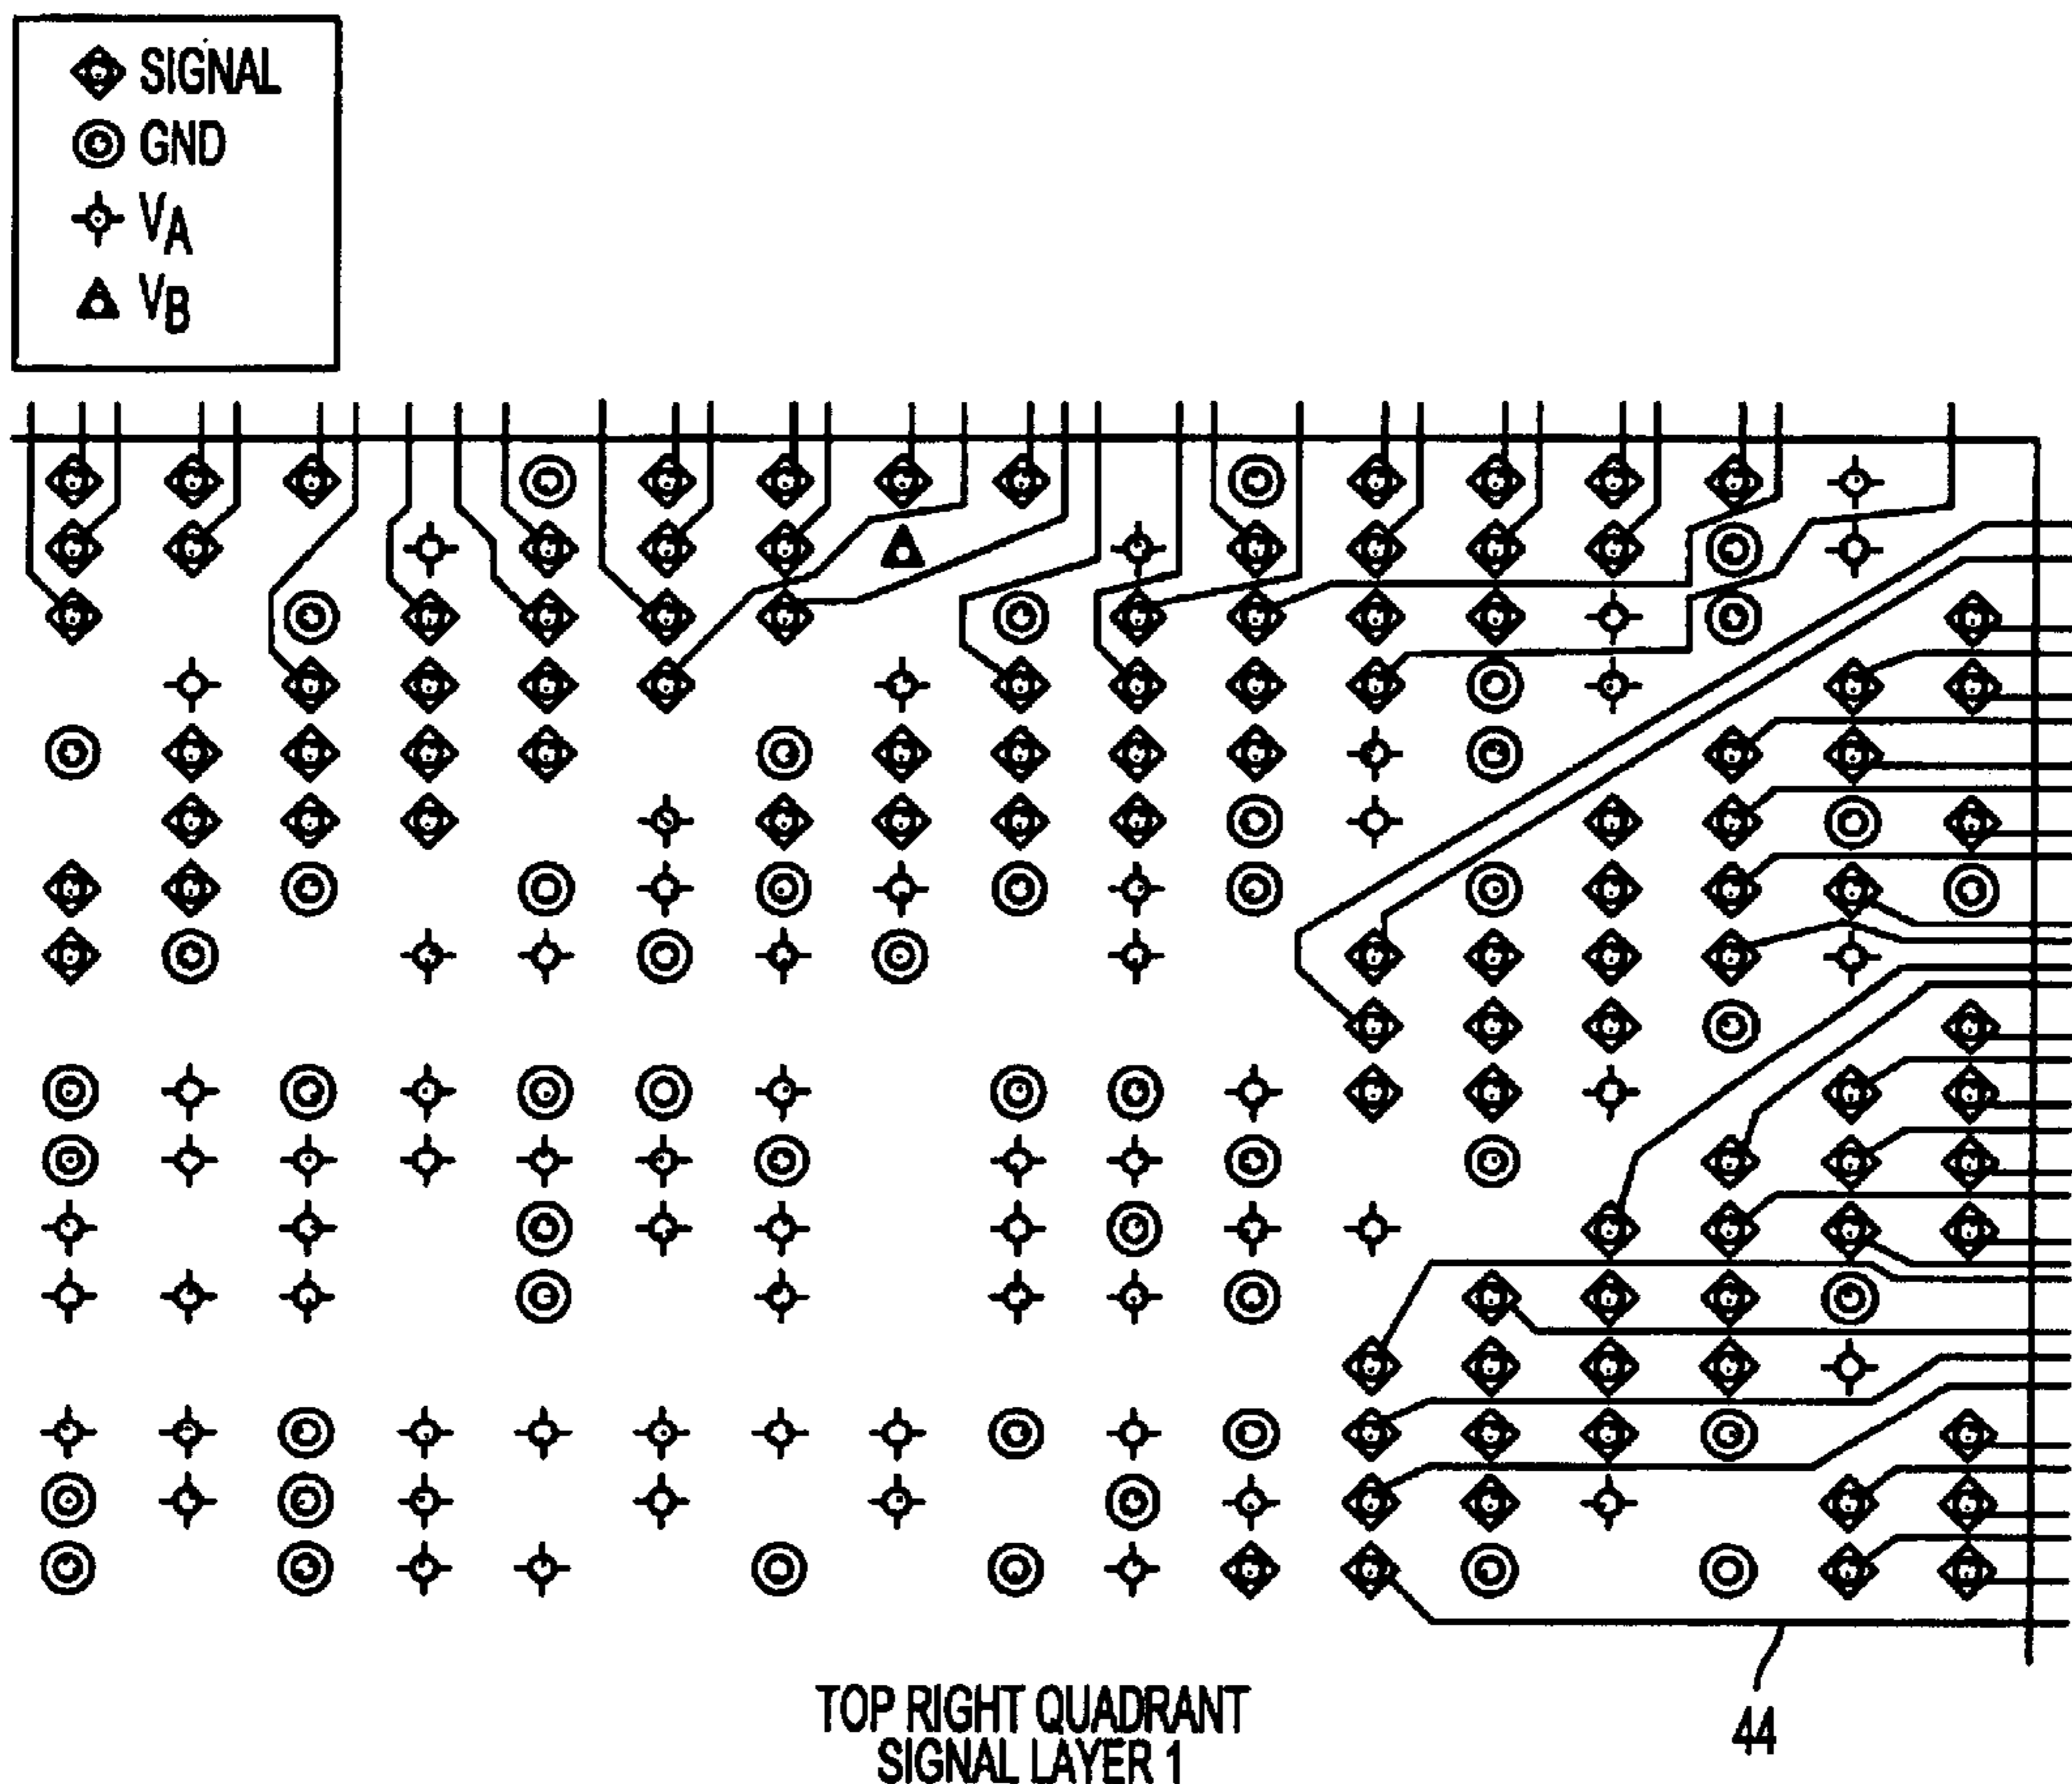 SIGNAL
GND
VA
VB
TOP RIGHT QUADRANT
SIGNAL LAYER 1
44